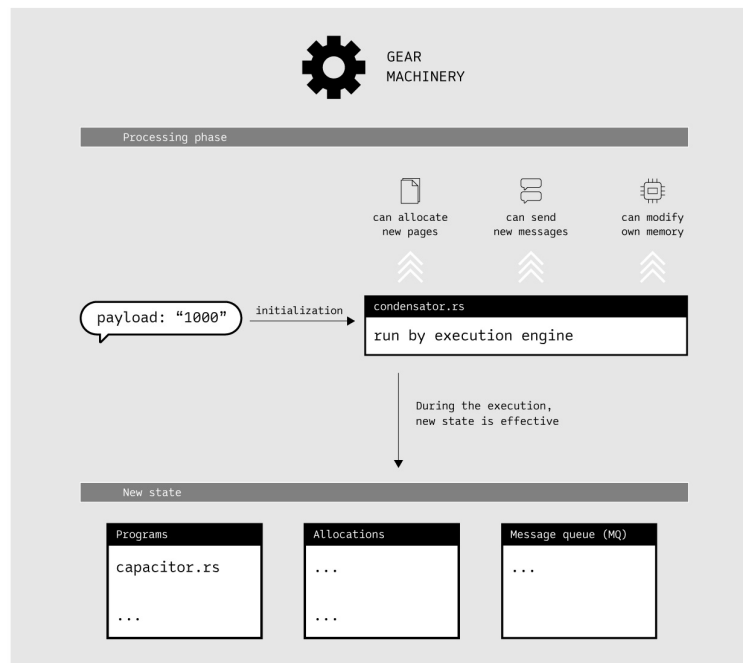 GEAR
MACHINERY
Processing phase
can allocate
new pages
can send
new messages
can modify
own memory
payload: “1000”
initialization
condensator.rs
run by execution engine
During the execution,
new state is effective
New state
Programs
capacitor.rs
...
Allocations
...
...
Message queue (MQ)
...